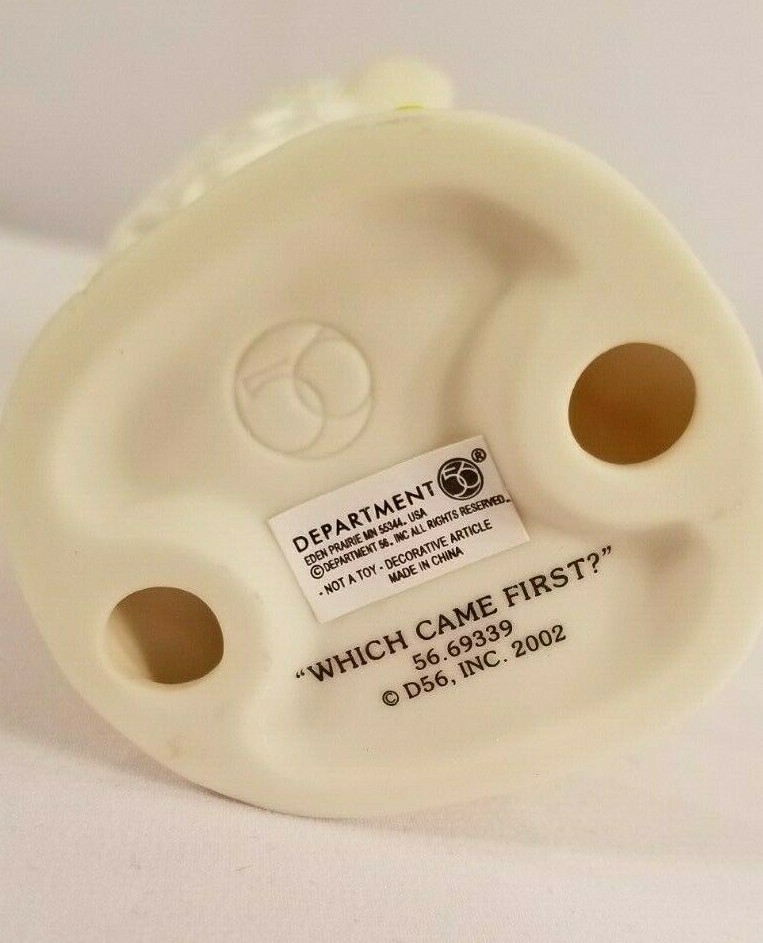 56
DEPARTMENT 56®
EDEN PRAIRIE MN 55344. USA
©DEPARTMENT 56. INC ALL RIGHTS RESERVED.
- NOT A TOY - DECORATIVE ARTICLE
MADE IN CHINA
“WHICH CAME FIRST?”
56.69339
© D56, INC. 2002